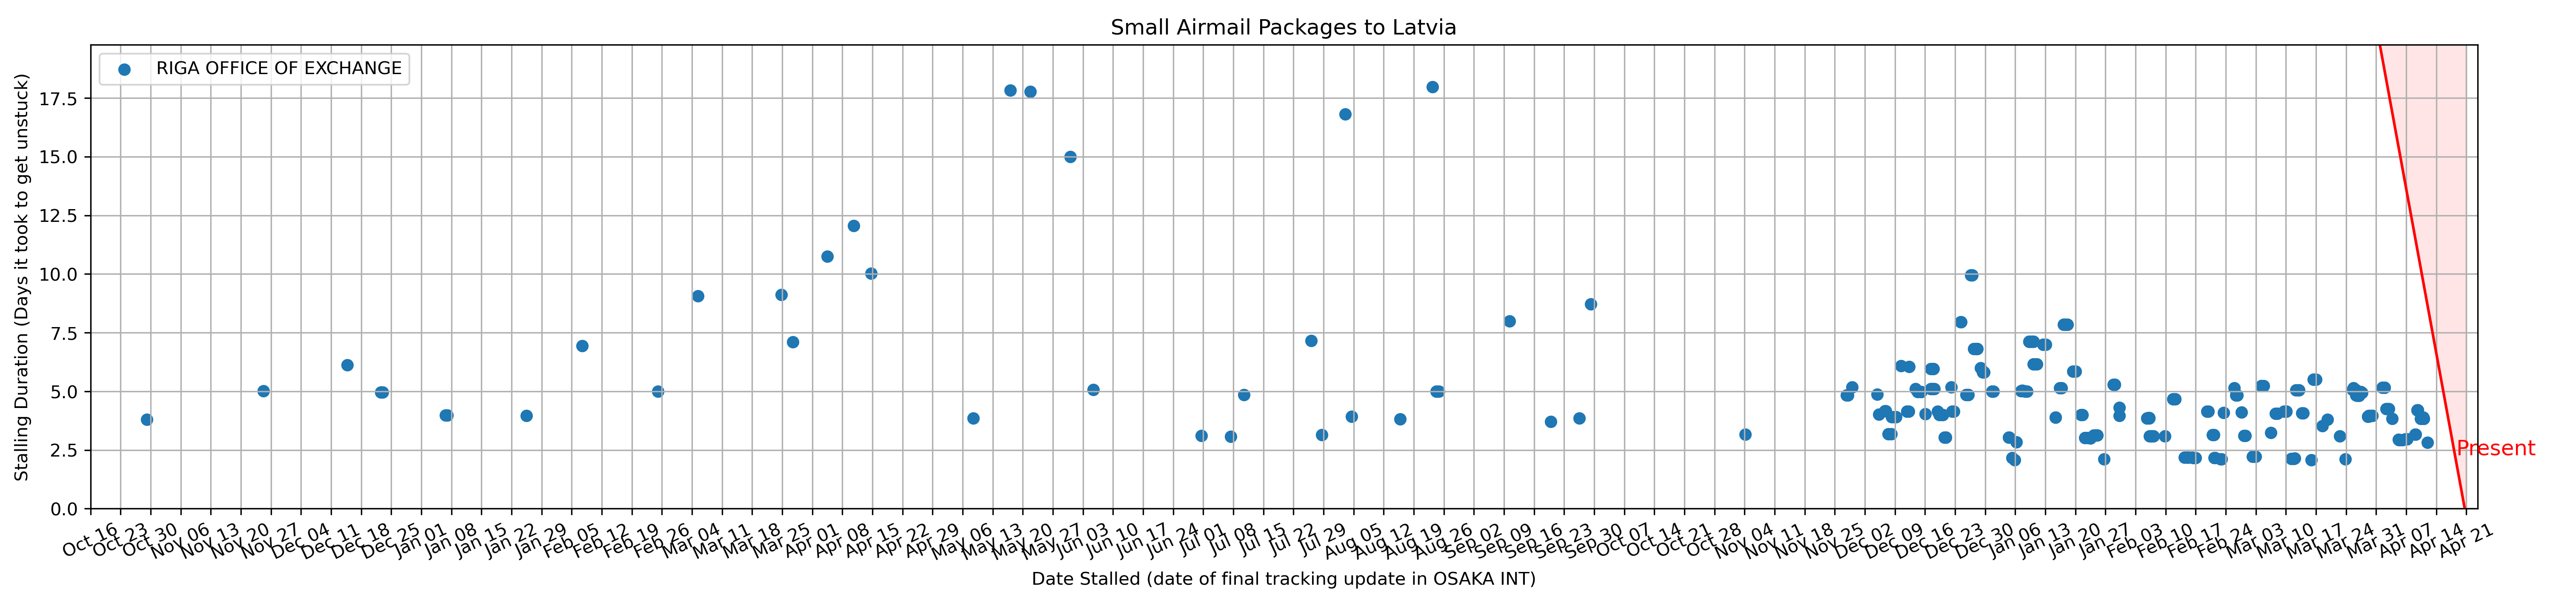 Small Airmail Packages to Latvia
RIGA OFFICE OF EXCHANGE
Stalling Duration (Days it took to get unstuck)
17.5
15.0
12.5
10.0
7.5
5.0
2.5
0.0
Present
Oct 16
Oct 23
Oct 30
Nov 06
Nov 13
Nov 20
Nov 27
Dec 04
Dec 11
Dec 18
Dec 25
Jan 01
Jan 08
Jan 15
Jan 22
Jan 29
Feb 05
Feb 12
Feb 19
Feb 26
Mar 04
Mar 11
Mar 18
Mar 25
Apr 01
Apr 08
Apr 15
Apr 22
Apr 29
May 06
May 13
May 20
May 27
Jun 03
Jun 10
Jun 17
Jun 24
Jul 01
Jul 08
Jul 15
Jul 22
Jul 29
Aug 05
Aug 12
Aug 19
Aug 26
Sep 02
Sep 09
Sep 16
Sep 23
Sep 30
Oct 07
Oct 14
Oct 21
Oct 28
Nov 04
Nov 11
Nov 18
Nov 25
Dec 02
Dec 09
Dec 16
Dec 23
Dec 30
Jan 06
Jan 13
Jan 20
Jan 27
Feb 03
Feb 10
Feb 17
Feb 24
Mar 03
Mar 10
Mar 17
Mar 24
Mar 31
Apr 07
Apr 14
Apr 21
Date Stalled (date of final tracking update in OSAKA INT)